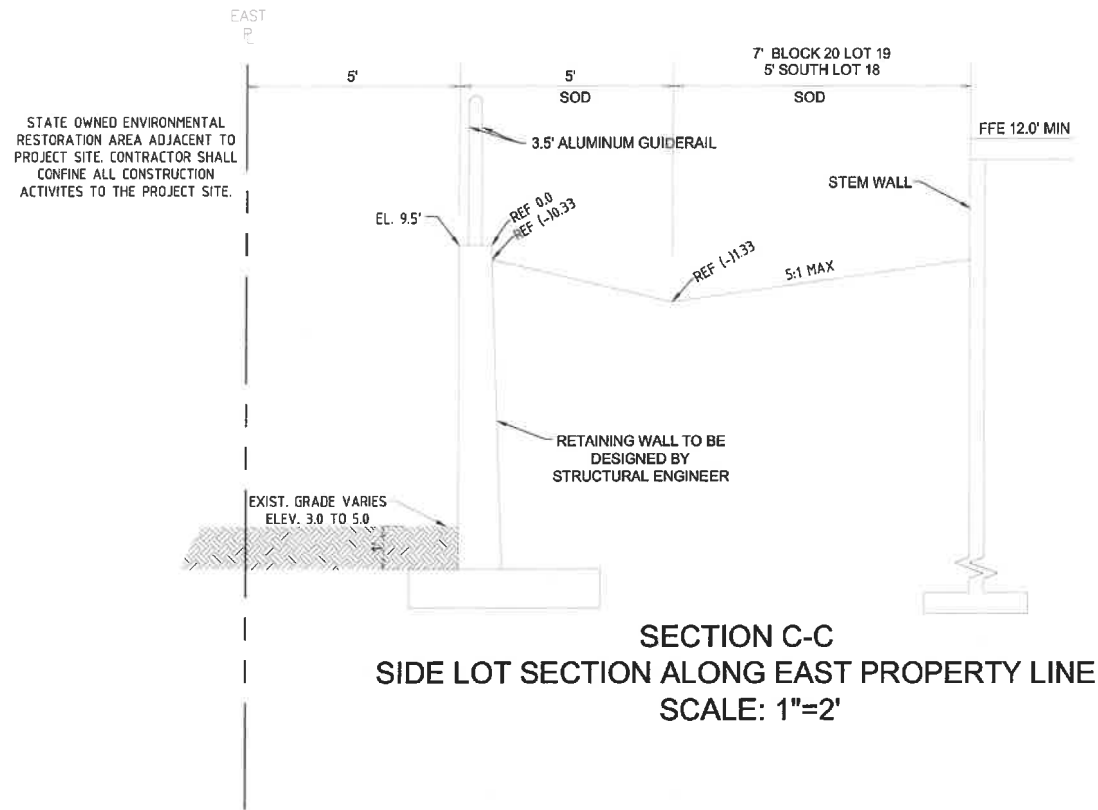 EAST
PL
5'
5'
SOD
7' BLOCK 20 LOT 19
5' SOUTH LOT 18
SOD
STATE OWNED ENVIRONMENTAL
RESTORATION AREA ADJACENT TO
PROJECT SITE. CONTRACTOR SHALL
CONFINE ALL CONSTRUCTION
ACTIVITES TO THE PROJECT SITE.
FFE 12.0' MIN
3.5' ALUMINUM GUIDERAIL
STEM WALL
EL. 9.5'
REF 0.0
REF (-)0.33
REF (-)1.33
5:1 MAX
RETAINING WALL TO BE
DESIGNED BY
STRUCTURAL ENGINEER
EXIST. GRADE VARIES
ELEV. 3.0 TO 5.0
1'
SECTION C-C
SIDE LOT SECTION ALONG EAST PROPERTY LINE
SCALE: 1"=2'